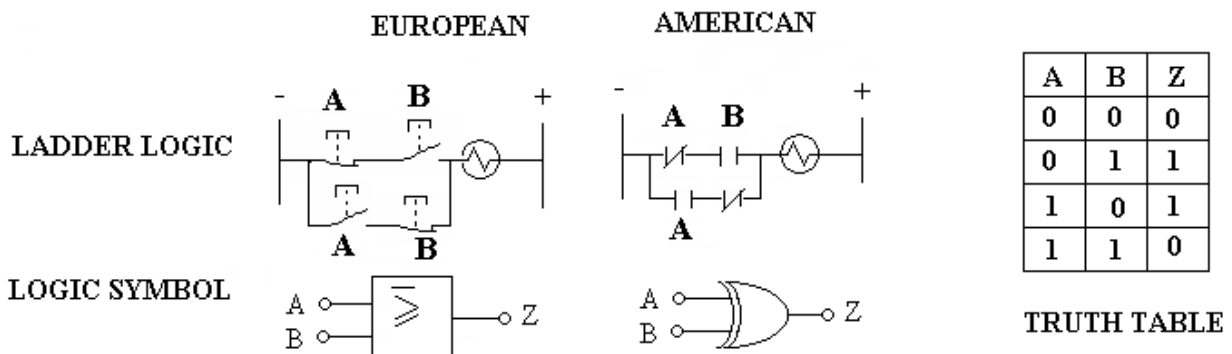 EUROPEAN AMERICAN
- A B + - A B +
LADDER LOGIC
A B A
LOGIC SYMBOL
A B ≥ Z
A B Z
A B Z
0 0 0
0 1 1
1 0 1
1 1 0
TRUTH TABLE